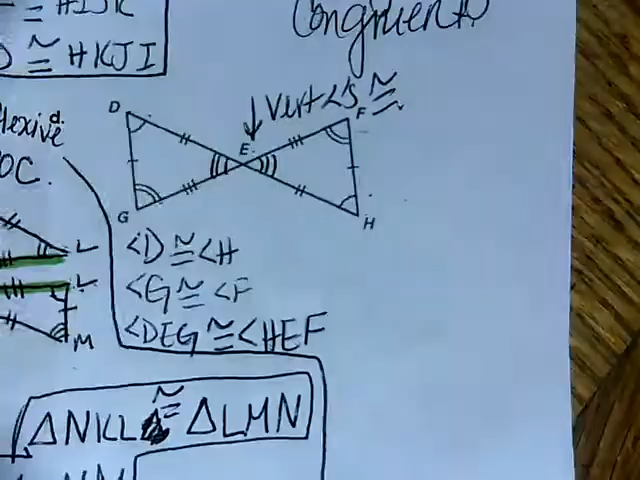 ≅ HIJK
D ≅ HKJI
Congruent
lexive
OC.
↓ Vert <'s ≅
D
E
F
G
H
<D ≅ <H
<G ≅ <F
<DEG ≅ <HEF
L
L
M
ΔNKL ≅ ΔLMN